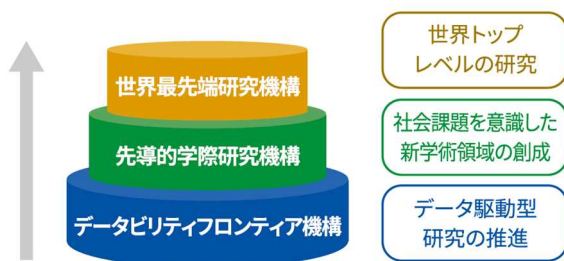 世界最先端研究機構
世界トップ
レベルの研究
先導的学際研究機構
社会課題を意識した
新学術領域の創成
データビリティフロンティア機構
データ駆動型
研究の推進